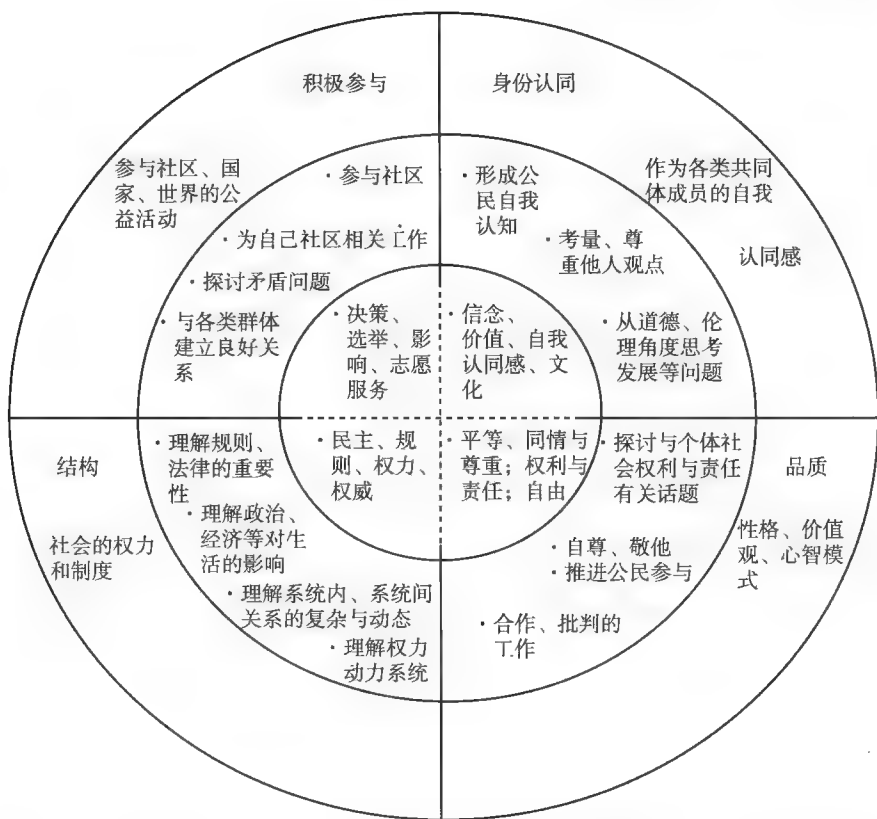 积极参与
参与社区、国
家、世界的公
益活动
· 参与社区
· 为自己社区相关工作
· 探讨矛盾问题
· 与各类群体
建立良好关
系
· 决策、
选举、影
响、志愿
服务
身份认同
作为各类共同
体成员的自我
认同感
· 形成公
民自我
认知
· 考量、尊
重他人观点
· 从道德、伦
理角度思考
发展等问题
· 信念、
价值、自我
认同感、文
化
结构
社会的权力
和制度
· 理解规则、
法律的重要
性
· 理解政治、
经济等对生
活的影响
· 理解系统内、系统间
关系的复杂与动态
· 理解权力
动力系统
· 民主、规
则、权力、
权威
· 平等、同情与
尊重；权利与
责任；自由
· 探讨与个体社
会权利与责任
有关话题
· 自尊、敬他
· 推进公民参与
· 合作、批判的
工作
品质
性格、价值
观、心智模
式